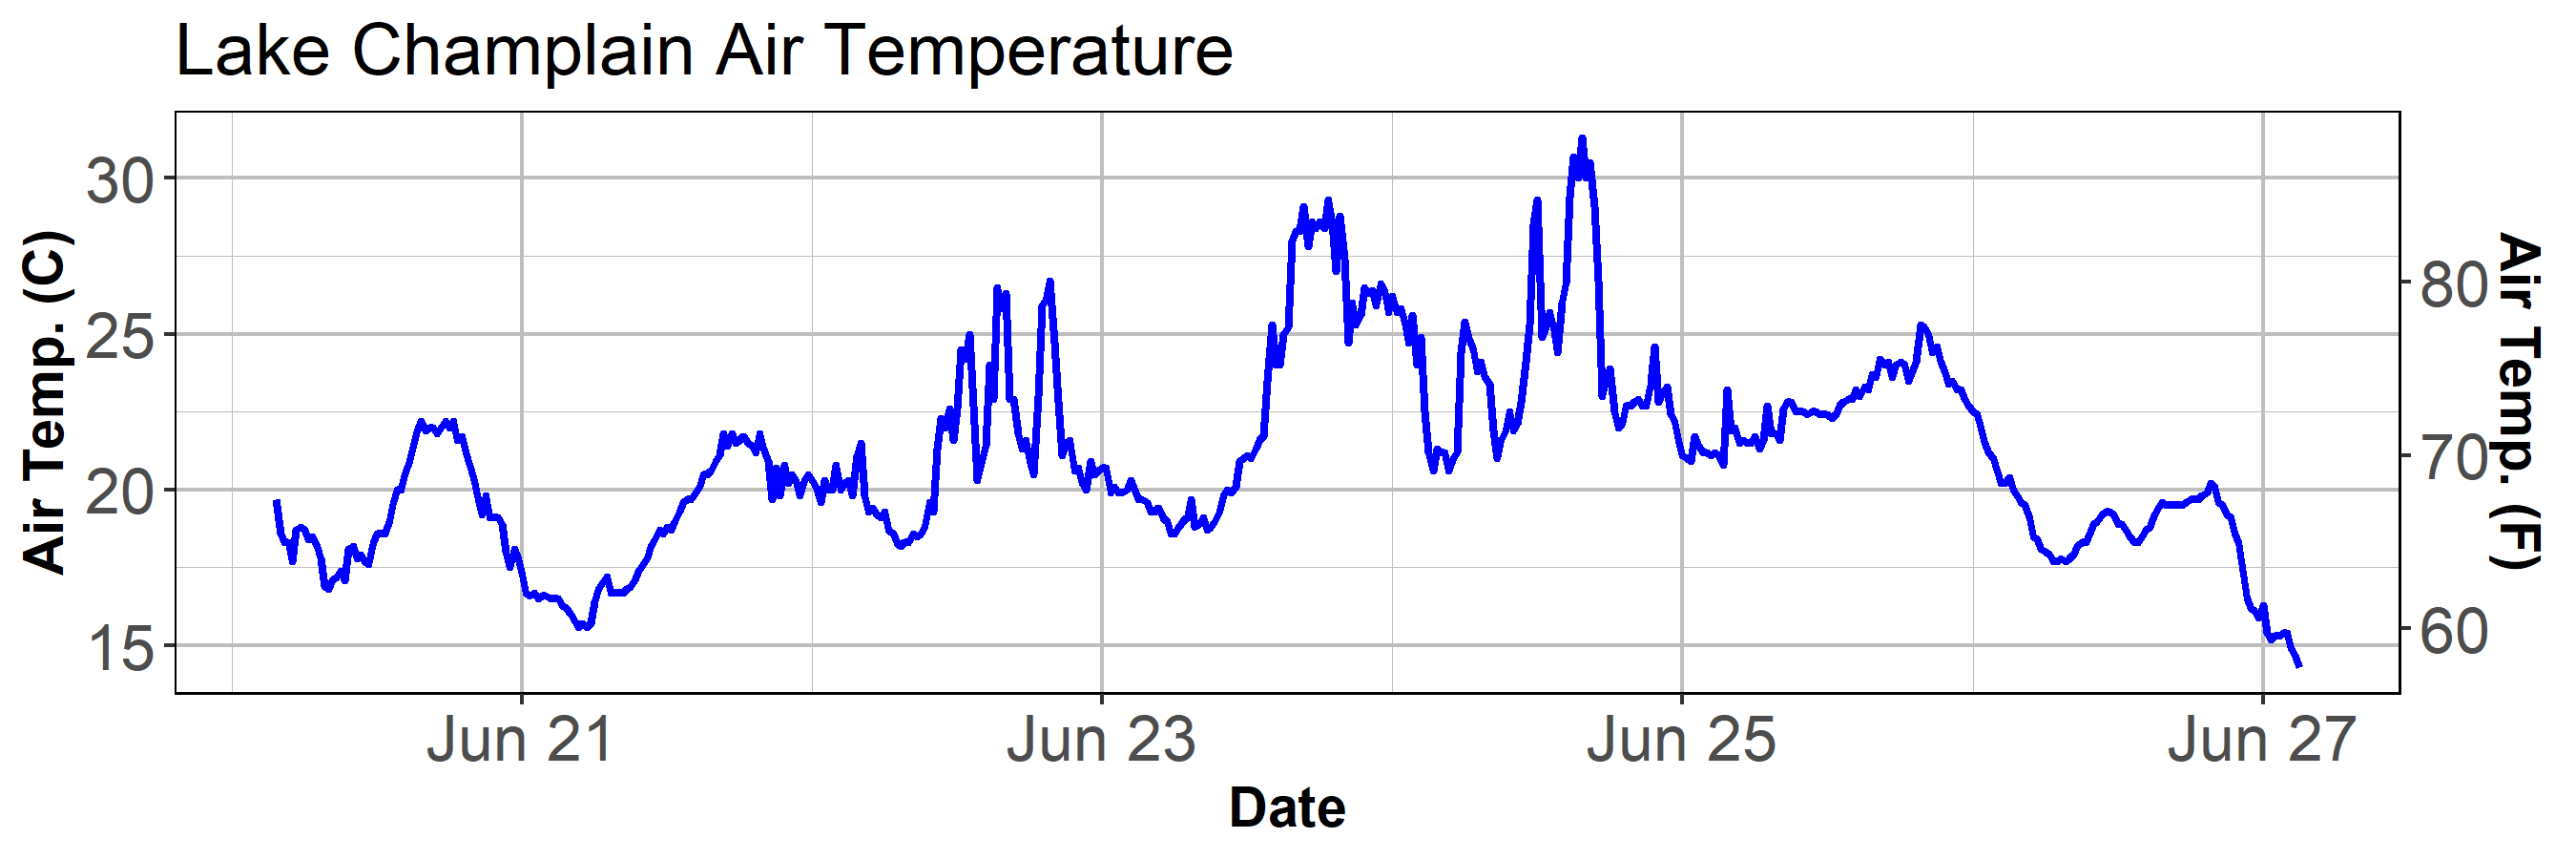 Lake Champlain Air Temperature
Air Temp. (C)
30
25
20
15
80
70
60
Air Temp. (F)
Jun 21
Jun 23
Jun 25
Jun 27
Date